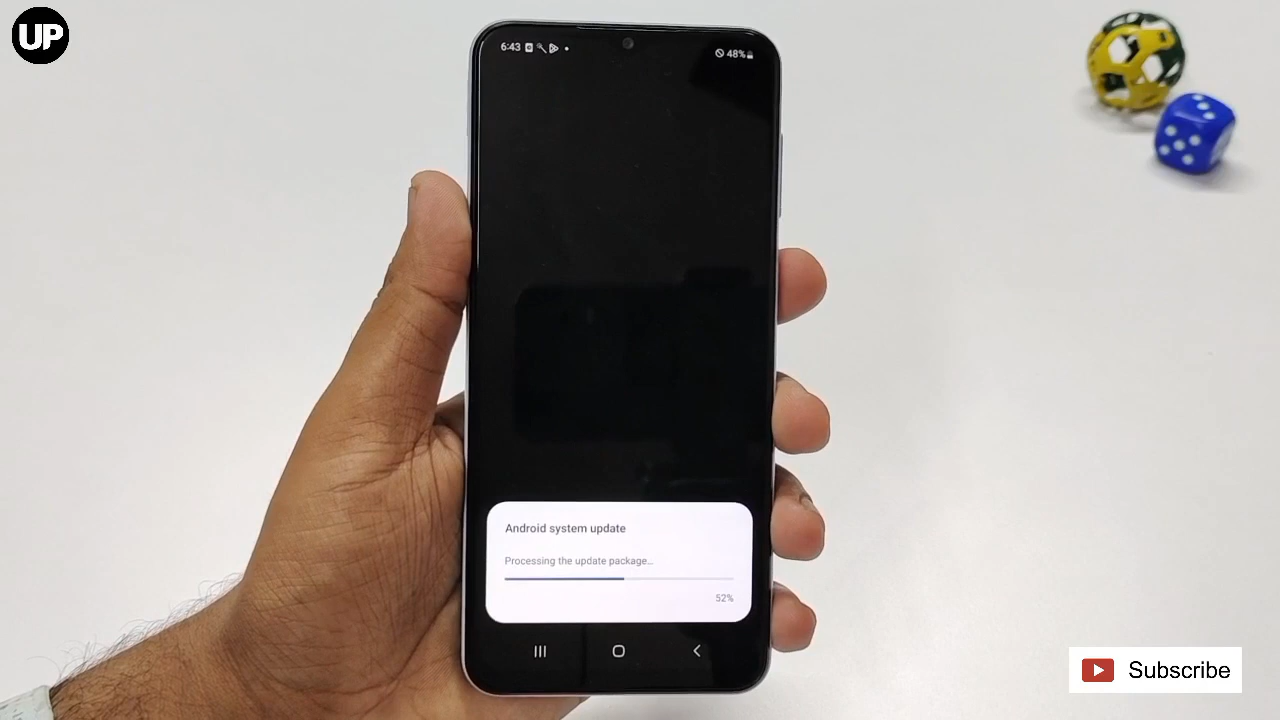 UP
6:43
48%
Android system update
Processing the update package...
52%
Subscribe